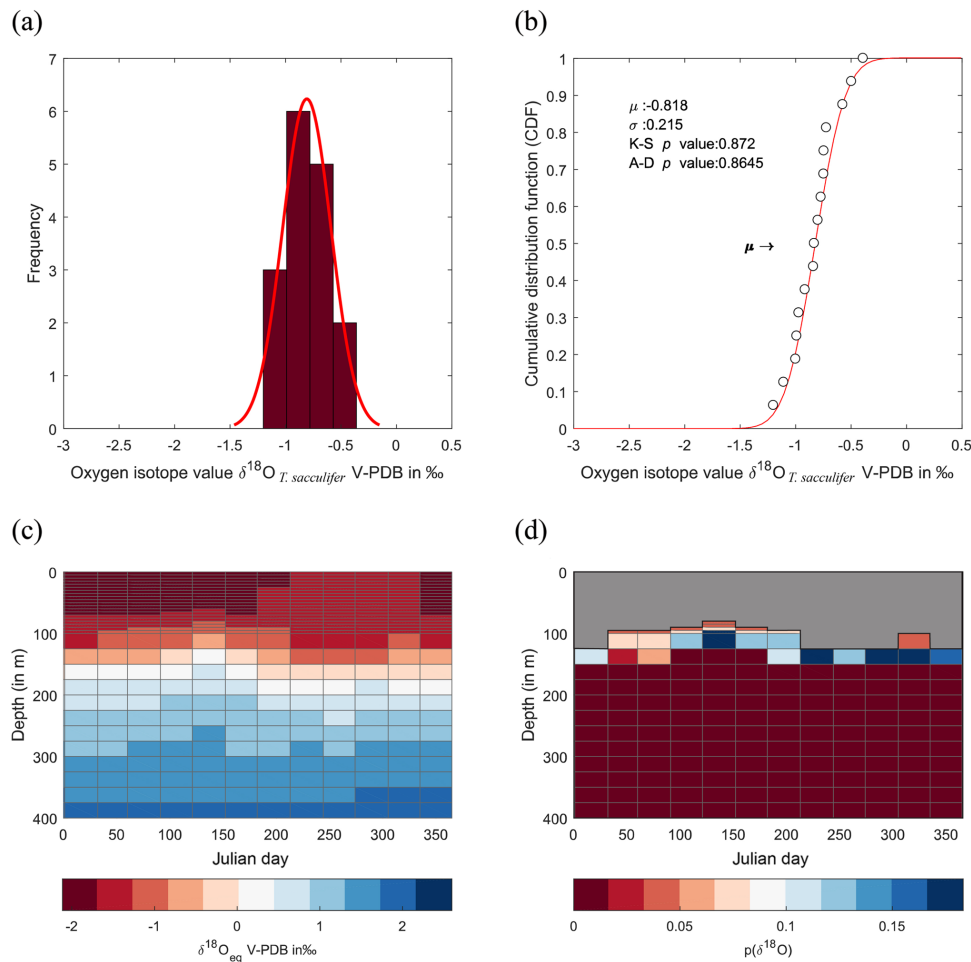 (a)
7
6
5
4
3
2
1
0
Frequency
-3 -2.5 -2 -1.5 -1 -0.5 0 0.5
Oxygen isotope value δ¹⁸O T. sacculifer V-PDB in ‰
(b)
1
0.9
0.8
0.7
0.6
0.5
0.4
0.3
0.2
0.1
0
Cumulative distribution function (CDF)
μ :-0.818
σ :0.215
K-S p value:0.872
A-D p value:0.8645
μ →
-3 -2.5 -2 -1.5 -1 -0.5 0 0.5
Oxygen isotope value δ¹⁸O T. sacculifer V-PDB in ‰
(c)
0
100
200
300
400
Depth (in m)
0 50 100 150 200 250 300 350
Julian day
-2 -1 0 1 2
δ¹⁸O eq V-PDB in‰
(d)
0
100
200
300
400
Depth (in m)
0 50 100 150 200 250 300 350
Julian day
0 0.05 0.1 0.15
p(δ¹⁸O)